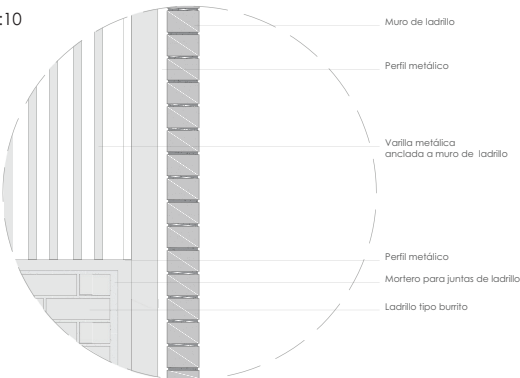 :10
Muro de ladrillo
Perfil metálico
Varilla metálica
anclada a muro de ladrillo
Perfil metálico
Mortero para juntas de ladrillo
Ladrillo tipo burrito